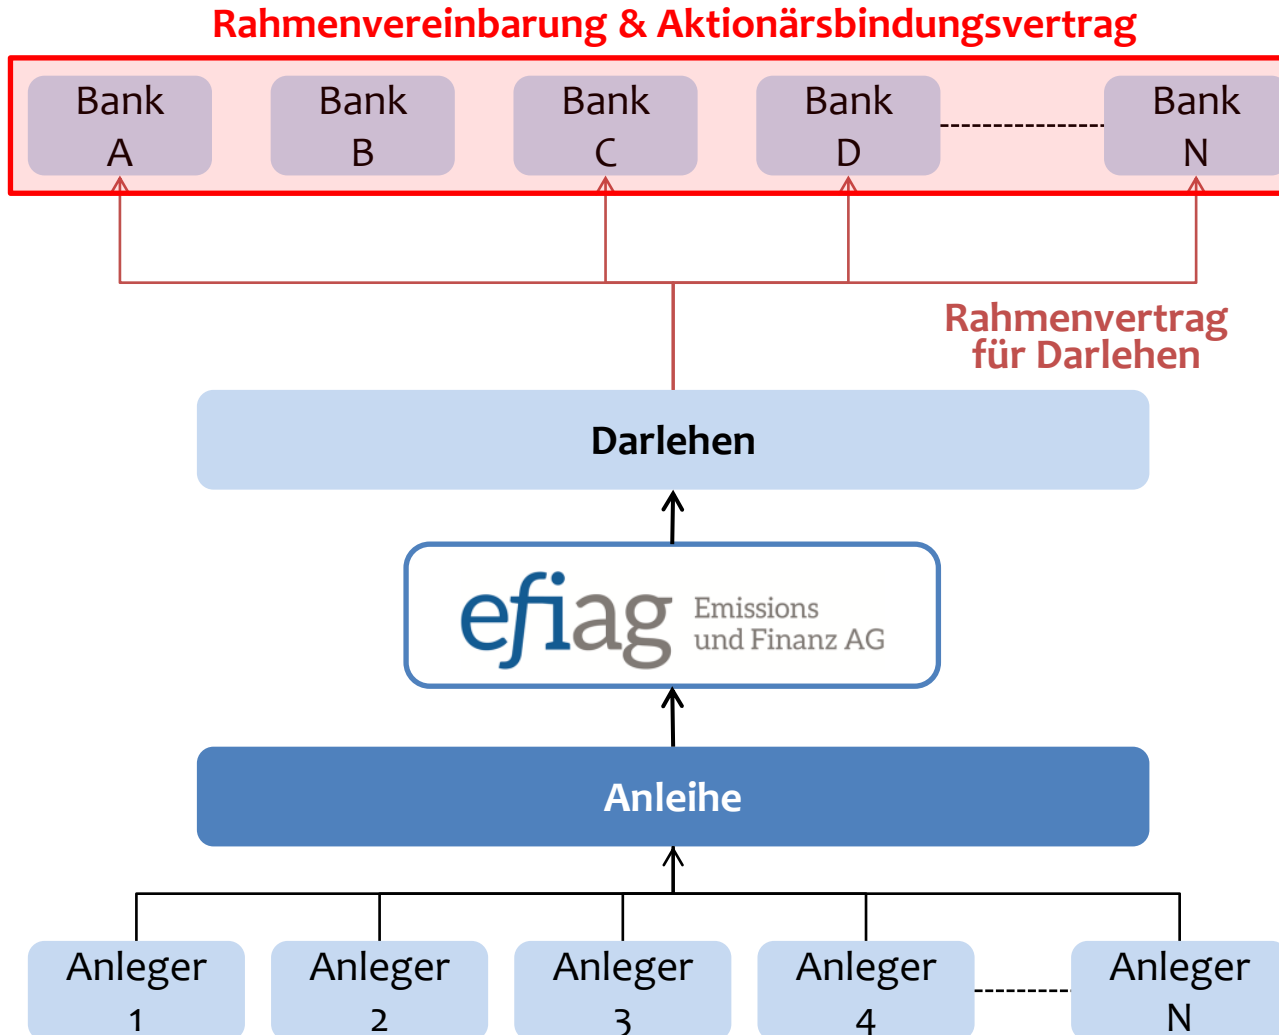 Rahmenvereinbarung & Aktionärsbindungsvertrag
Bank
A
Bank
B
Bank
C
Bank
D
Bank
N
Rahmenvertrag
für Darlehen
Darlehen
efiag
Emissions
und Finanz AG
Anleihe
Anleger
1
Anleger
2
Anleger
3
Anleger
4
Anleger
N